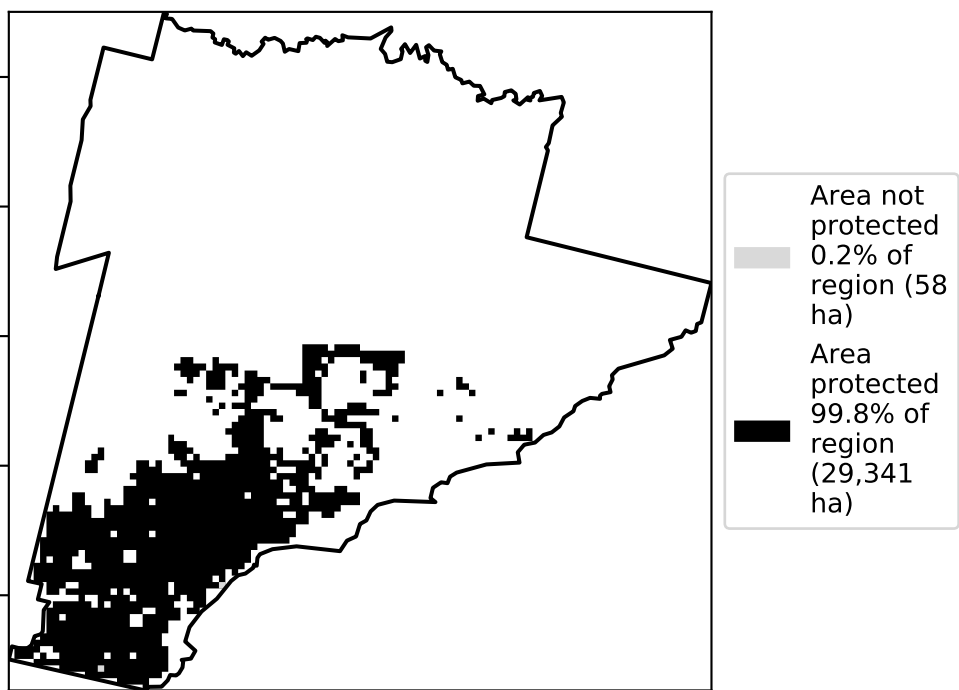 Area not
protected
0.2% of
region (58
ha)
Area
protected
99.8% of
region
(29,341
ha)